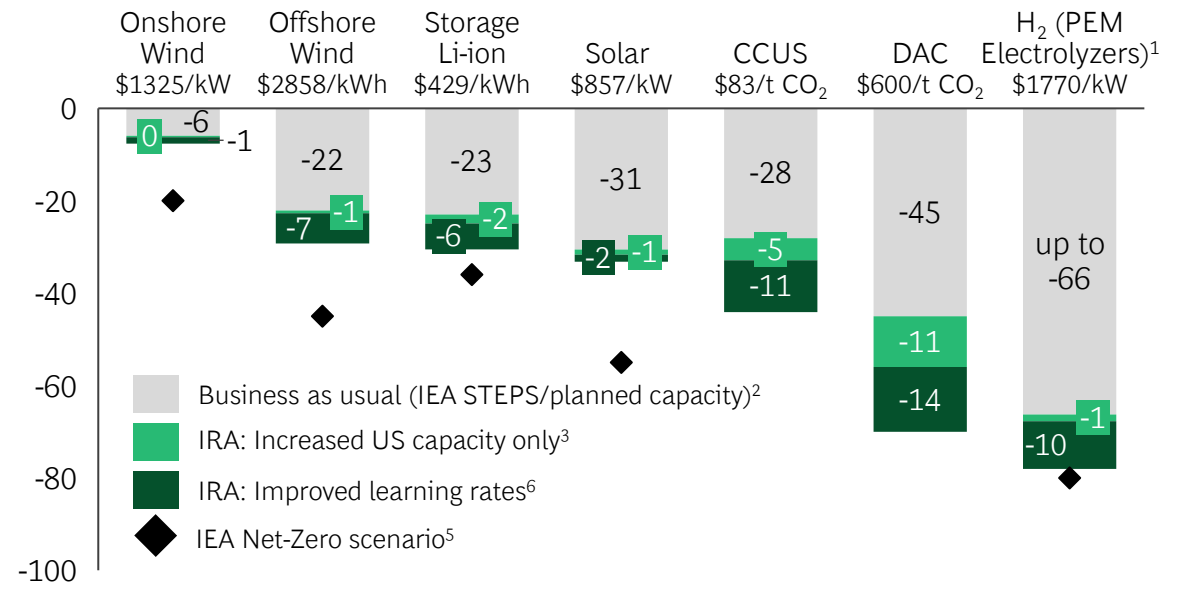 Onshore
Wind
$1325/kW
Offshore
Wind
$2858/kWh
Storage
Li-ion
$429/kWh
Solar
$857/kW
CCUS
$83/t CO₂
DAC
$600/t CO₂
H₂ (PEM
Electrolyzers)¹
$1770/kW
0
-20
-40
-60
-80
-100
-6
0
-1
-22
-1
-7
-23
-2
-6
-31
-1
-2
-28
-5
-11
-45
-11
-14
up to
-66
-1
-10
Business as usual (IEA STEPS/planned capacity)²
IRA: Increased US capacity only³
IRA: Improved learning rates⁶
IEA Net-Zero scenario⁵